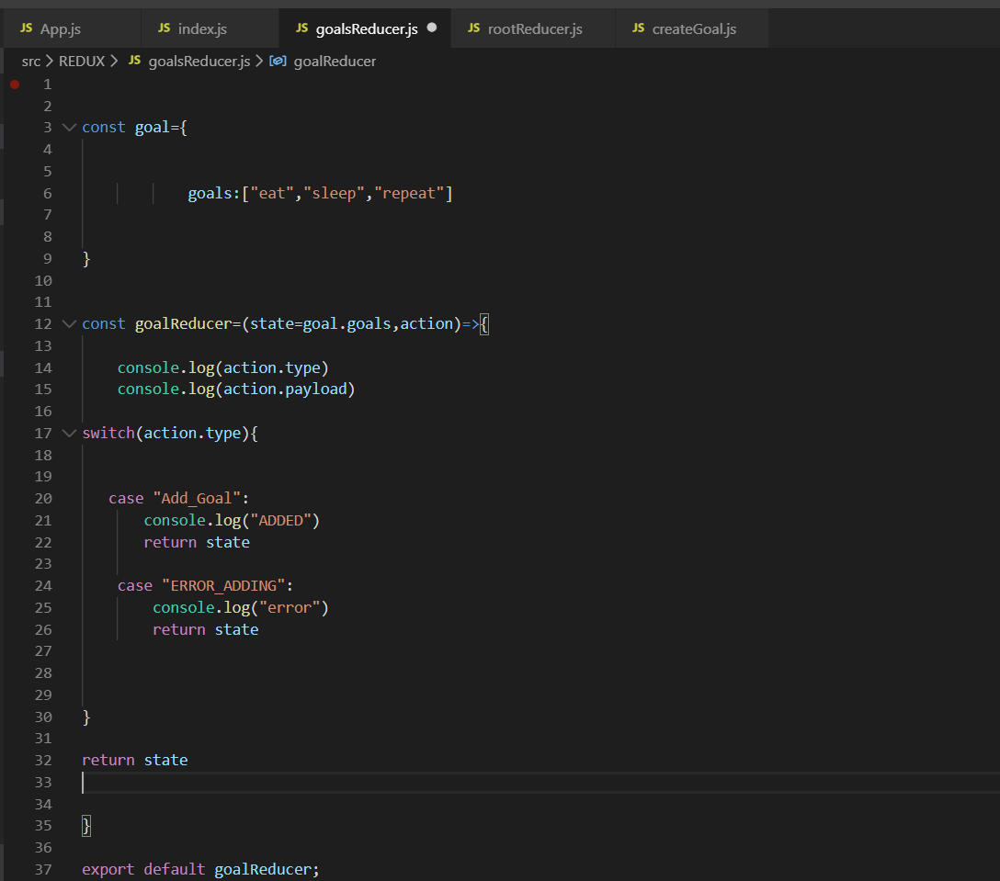 JS App.js JS index.js JS goalsReducer.js JS rootReducer.js JS createGoal.js
src > REDUX > JS goalsReducer.js > goalReducer
1
2
3 const goal={
4
5
6 goals:["eat","sleep","repeat"]
7
8
9 }
10
11
12 const goalReducer=(state=goal.goals,action)=>{
13
14 console.log(action.type)
15 console.log(action.payload)
16
17 switch(action.type){
18
19
20 case "Add_Goal":
21 console.log("ADDED")
22 return state
23
24 case "ERROR_ADDING":
25 console.log("error")
26 return state
27
28
29
30 }
31
32 return state
33
34
35 }
36
37 export default goalReducer;